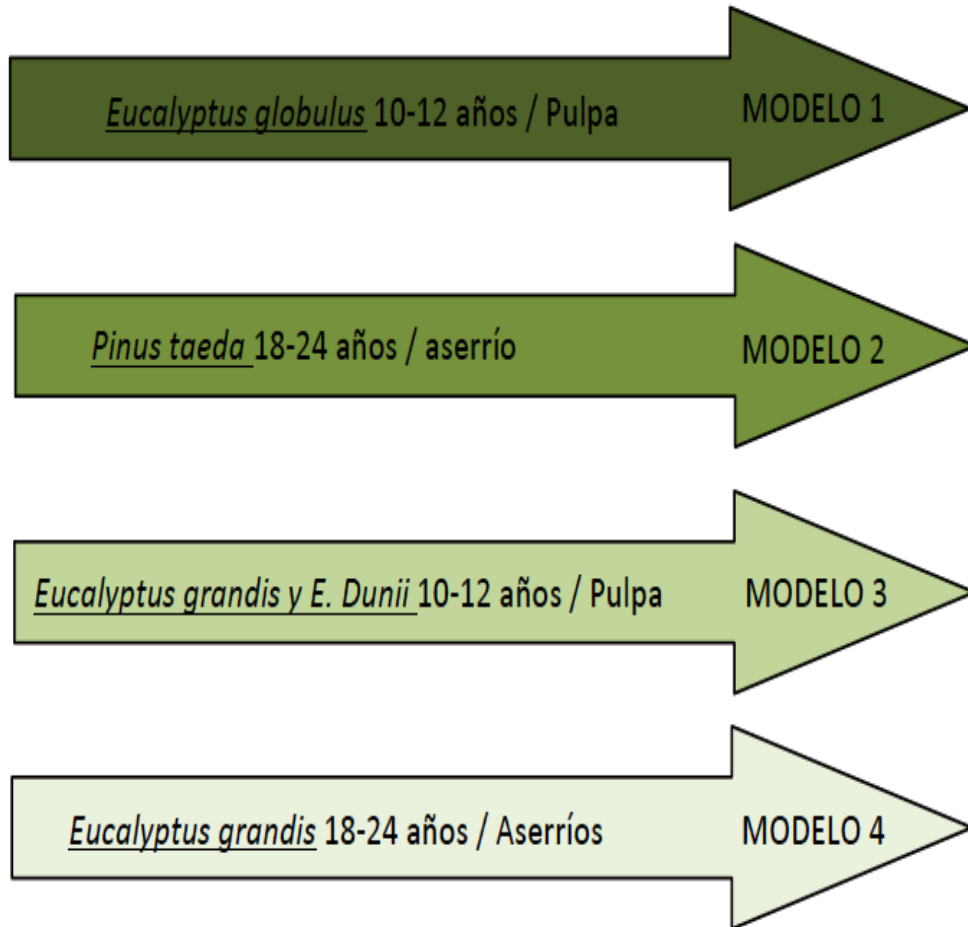 Eucalyptus globulus 10-12 años / Pulpa MODELO 1
Pinus taeda 18-24 años / aserrío MODELO 2
Eucalyptus grandis y E. Dunii 10-12 años / Pulpa MODELO 3
Eucalyptus grandis 18-24 años / Aserríos MODELO 4